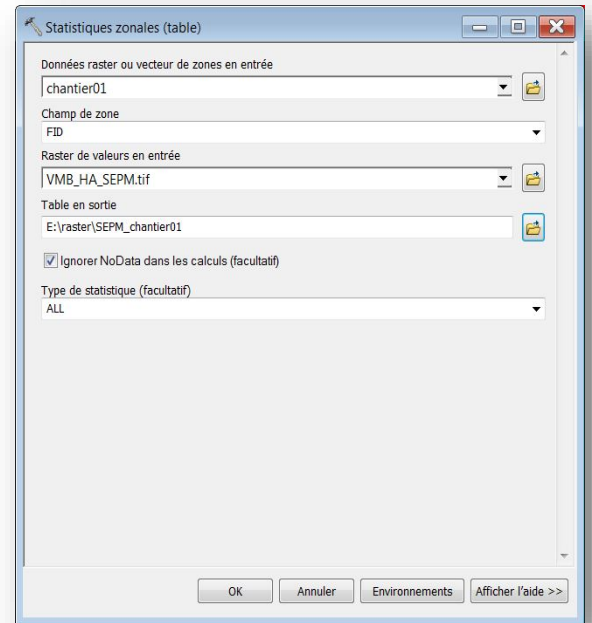 Statistiques zonales (table)
Données raster ou vecteur de zones en entrée
chantier01
Champ de zone
FID
Raster de valeurs en entrée
VMB_HA_SEPM.tif
Table en sortie
E:\raster\SEPM_chantier01
Ignorer NoData dans les calculs (facultatif)
Type de statistique (facultatif)
ALL
OK Annuler Environnements Afficher l'aide >>